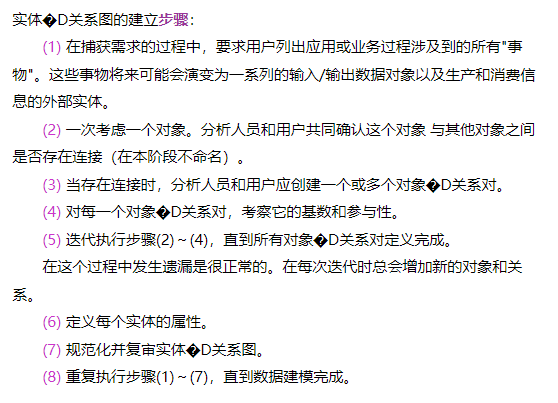 实体�D关系图的建立步骤：
(1) 在捕获需求的过程中，要求用户列出应用或业务过程涉及到的所有"事
物"。这些事物将来可能会演变为一系列的输入/输出数据对象以及生产和消费信
息的外部实体。
(2) 一次考虑一个对象。分析人员和用户共同确认这个对象 与其他对象之间
是否存在连接（在本阶段不命名）。
(3) 当存在连接时，分析人员和用户应创建一个或多个对象�D关系对。
(4) 对每一个对象�D关系对，考察它的基数和参与性。
(5) 迭代执行步骤(2)～(4)，直到所有对象�D关系对定义完成。
在这个过程中发生遗漏是很正常的。在每次迭代时总会增加新的对象和关
系。
(6) 定义每个实体的属性。
(7) 规范化并复审实体�D关系图。
(8) 重复执行步骤(1)～(7)，直到数据建模完成。